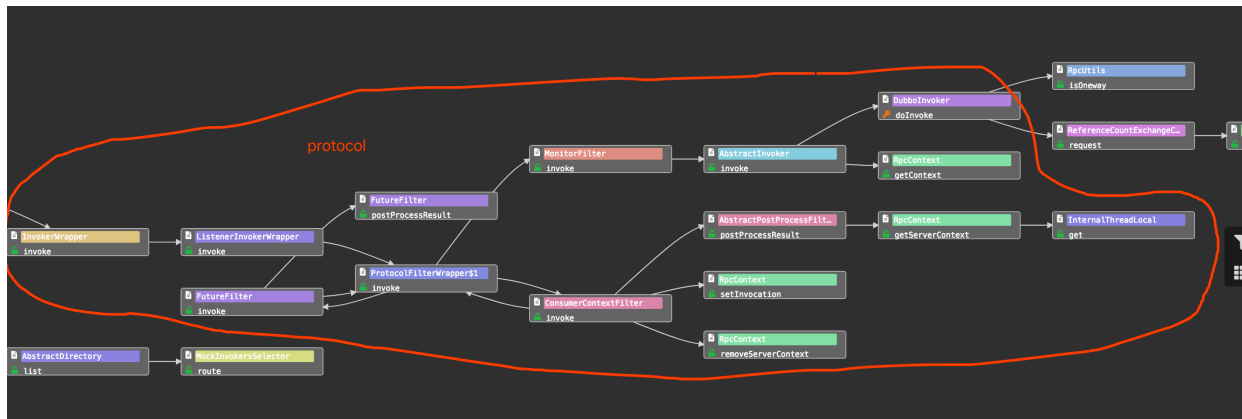 RpcUtils
isOneway
DubboInvoker
doInvoke
protocol
ReferenceCountExchangeC...
request
MonitorFilter
invoke
AbstractInvoker
invoke
RpcContext
getContext
FutureFilter
postProcessResult
AbstractPostProcessFilt...
postProcessResult
RpcContext
getServerContext
InternalThreadLocal
get
InvokerWrapper
invoke
ListenerInvokerWrapper
invoke
ProtocolFilterWrapper$1
invoke
RpcContext
setInvocation
FutureFilter
invoke
ConsumerContextFilter
invoke
RpcContext
removeServerContext
AbstractDirectory
list
MockInvokersSelector
route